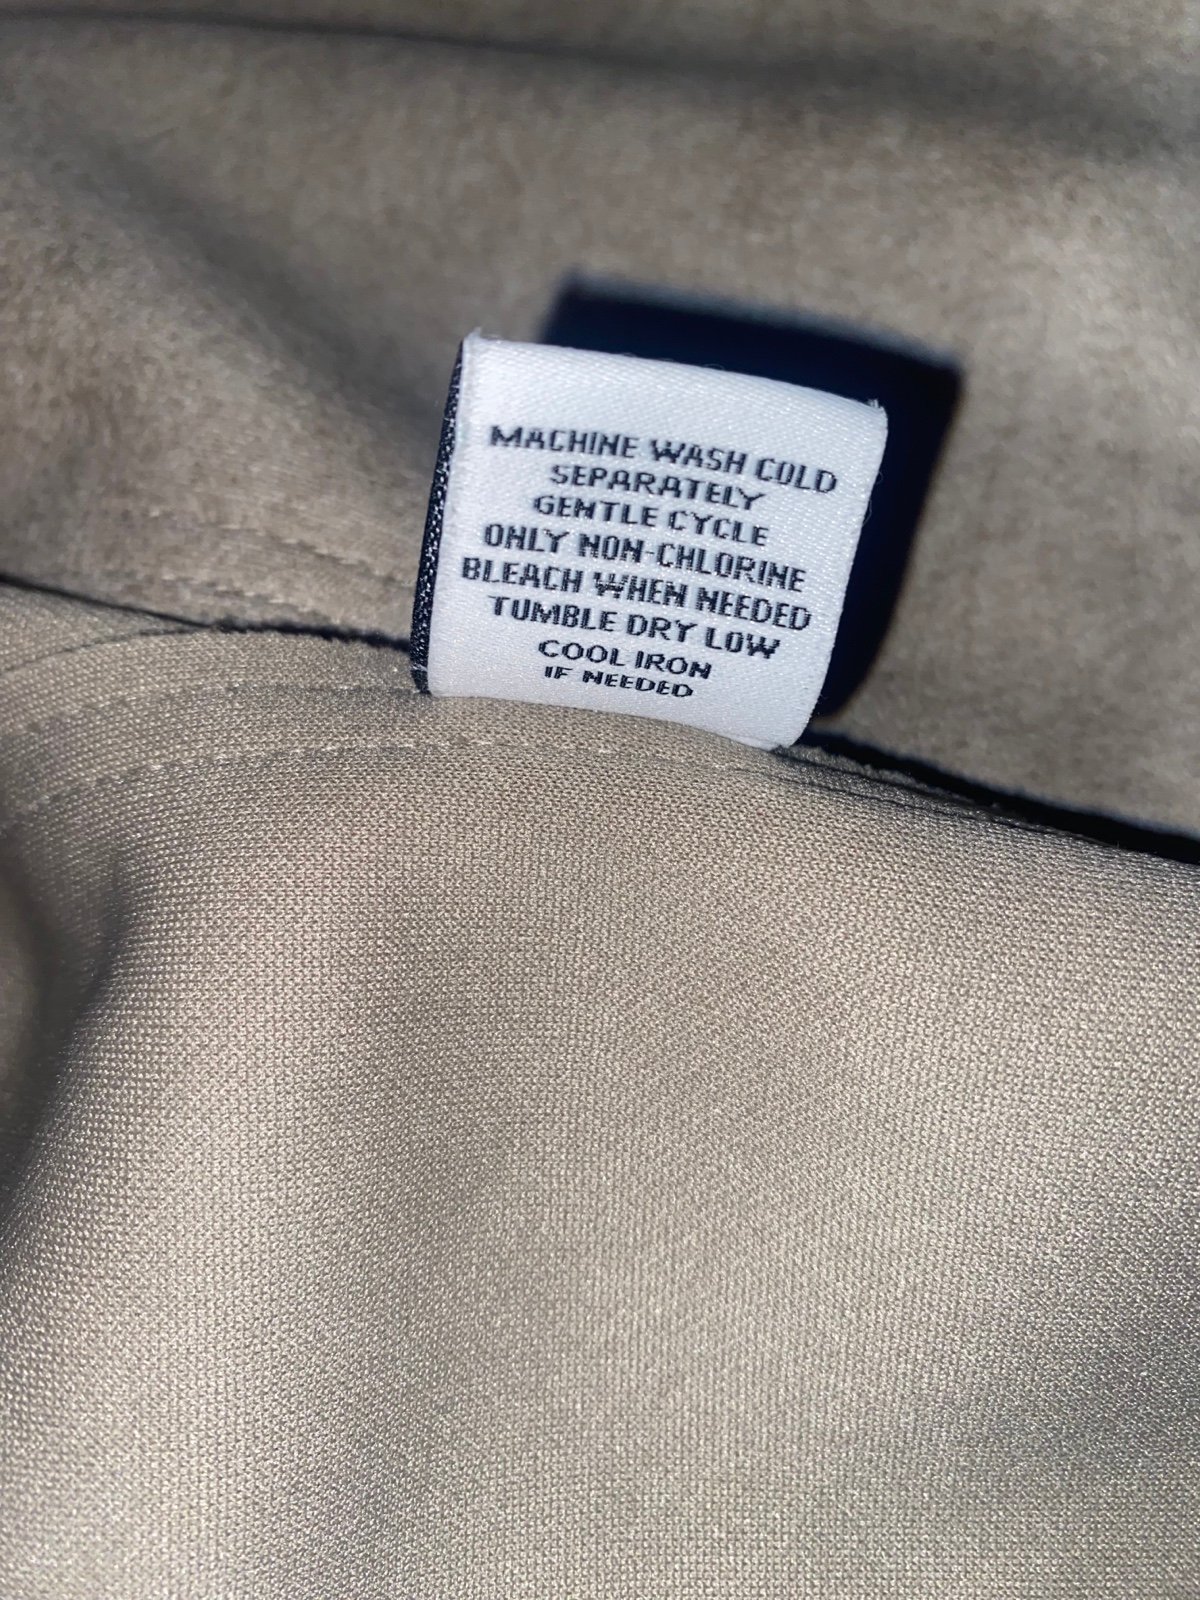 MACHINE WASH COLD
SEPARATELY
GENTLE CYCLE
ONLY NON-CHLORINE
BLEACH WHEN NEEDED
TUMBLE DRY LOW
COOL IRON
IF NEEDED